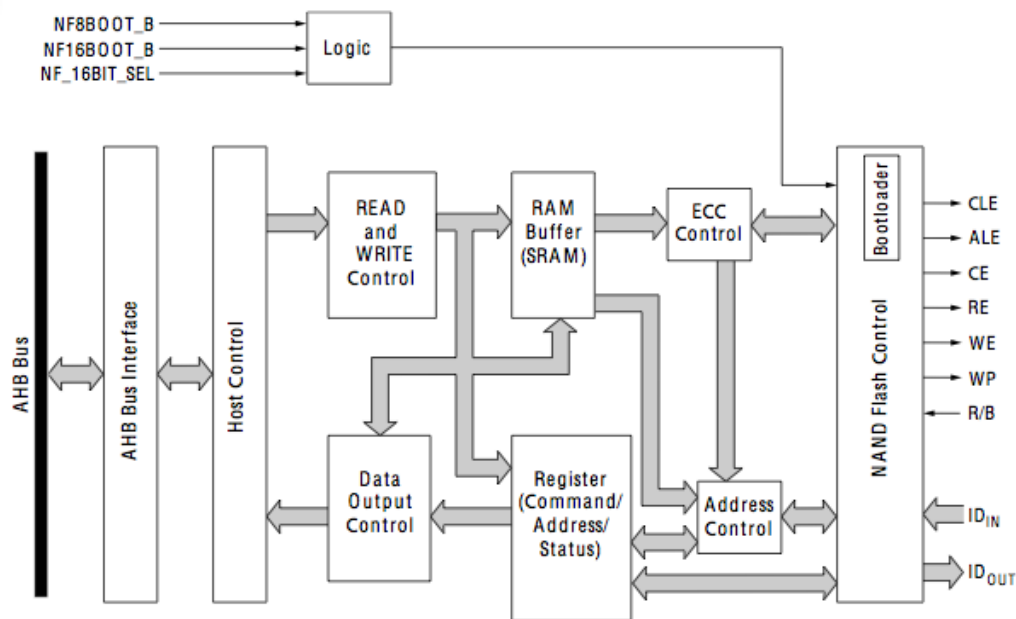 NF8BOOT_B
NF16BOOT_B
NF_16BIT_SEL
Logic
AHB Bus
AHB Bus Interface
Host Control
READ
and
WRITE
Control
RAM
Buffer
(SRAM)
ECC
Control
Bootloader
NAND Flash Control
CLE
ALE
CE
RE
WE
WP
R/B
Data
Output
Control
Register
(Command/
Address/
Status)
Address
Control
IDIN
IDOUT